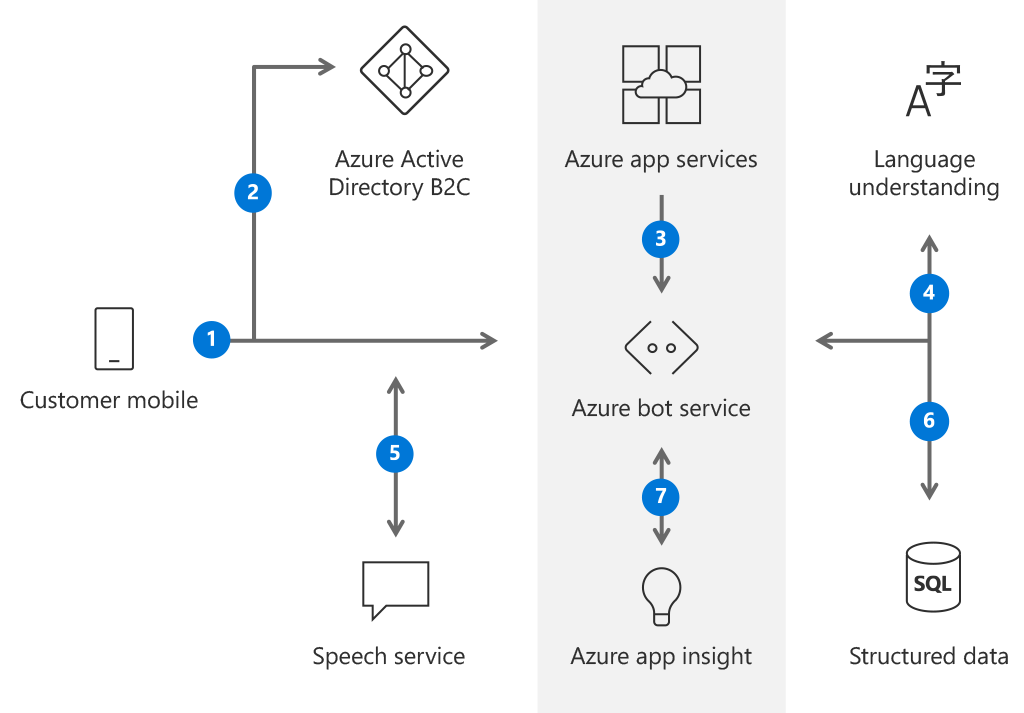 Azure Active
Directory B2C
Azure app services
A字
Language
understanding
2
3
4
1
Customer mobile
Azure bot service
5
6
7
SQL
Speech service
Azure app insight
Structured data